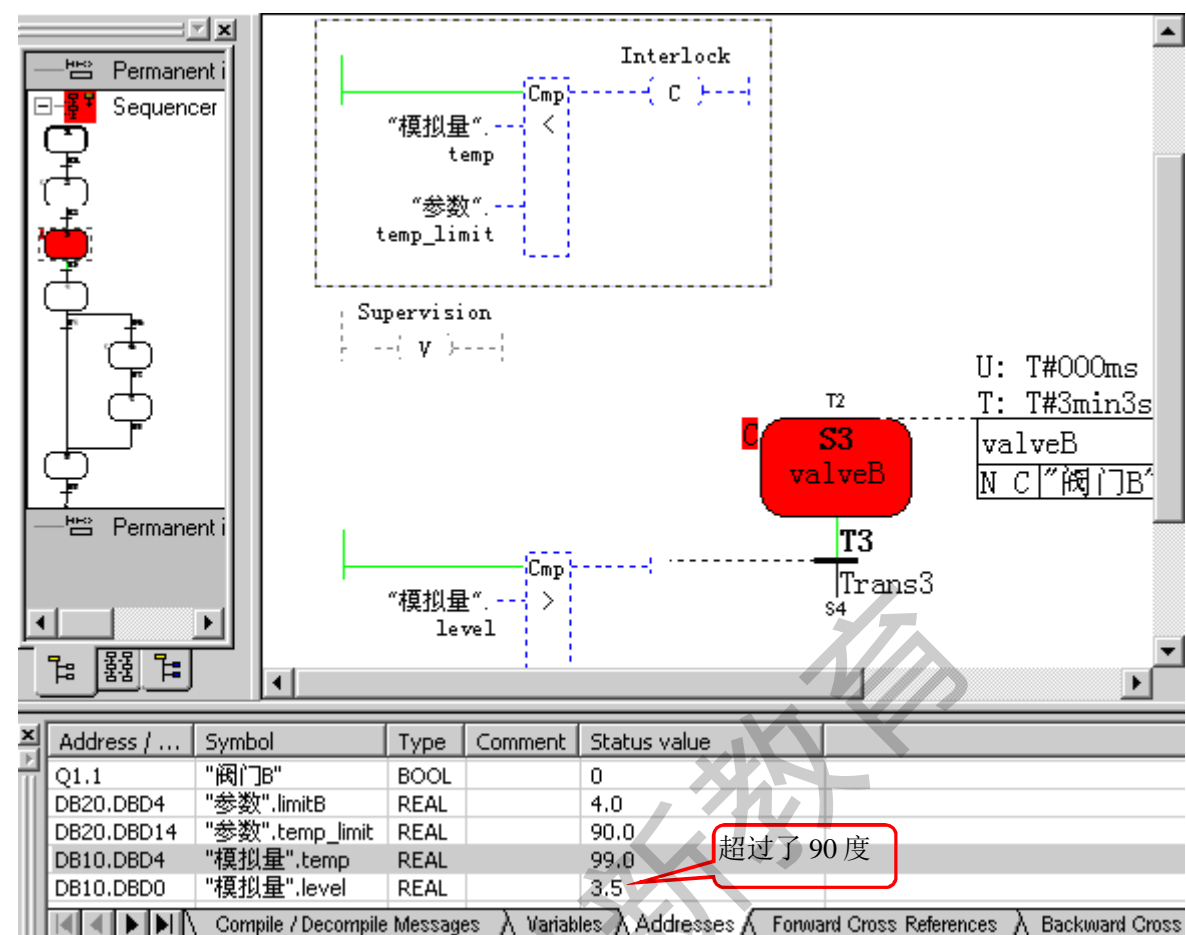 Permanent i
Sequencer
Permanent i
Interlock
Cmp
C
"模拟量".
<
temp
"参数".
temp_limit
Supervision
V
U: T#000ms
T2
T: T#3min3s
C
S3
valveB
valveB
N C "阀门B"
T3
Cmp
Trans3
"模拟量".
>
S4
level
Address / ... Symbol Type Comment Status value
Q1.1 "阀门B" BOOL 0
DB20.DBD4 "参数".limitB REAL 4.0
DB20.DBD14 "参数".temp_limit REAL 90.0
DB10.DBD4 "模拟量".temp REAL 99.0
DB10.DBD0 "模拟量".level REAL 3.5
超过了 90 度
Compile / Decompile Messages Variables Addresses Forward Cross References Backward Cross
新教育